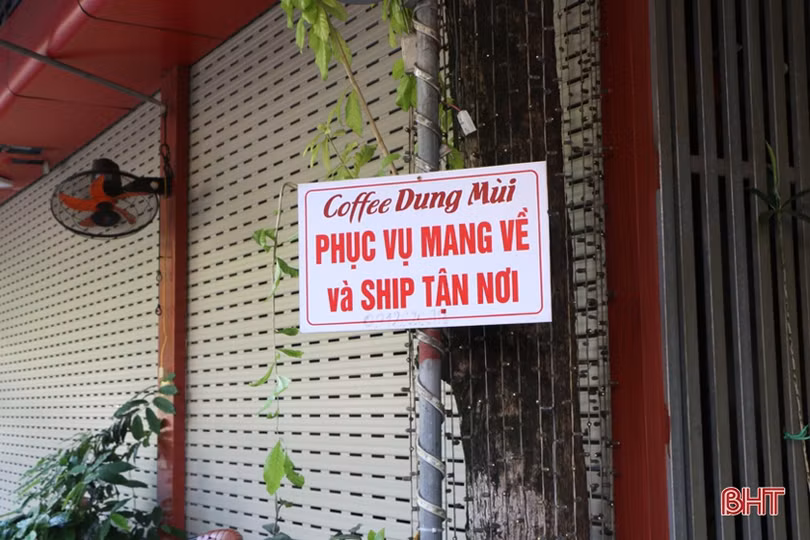 Coffee Dung Mùi
PHỤC VỤ MANG VỀ
và SHIP TẬN NƠI
BHT